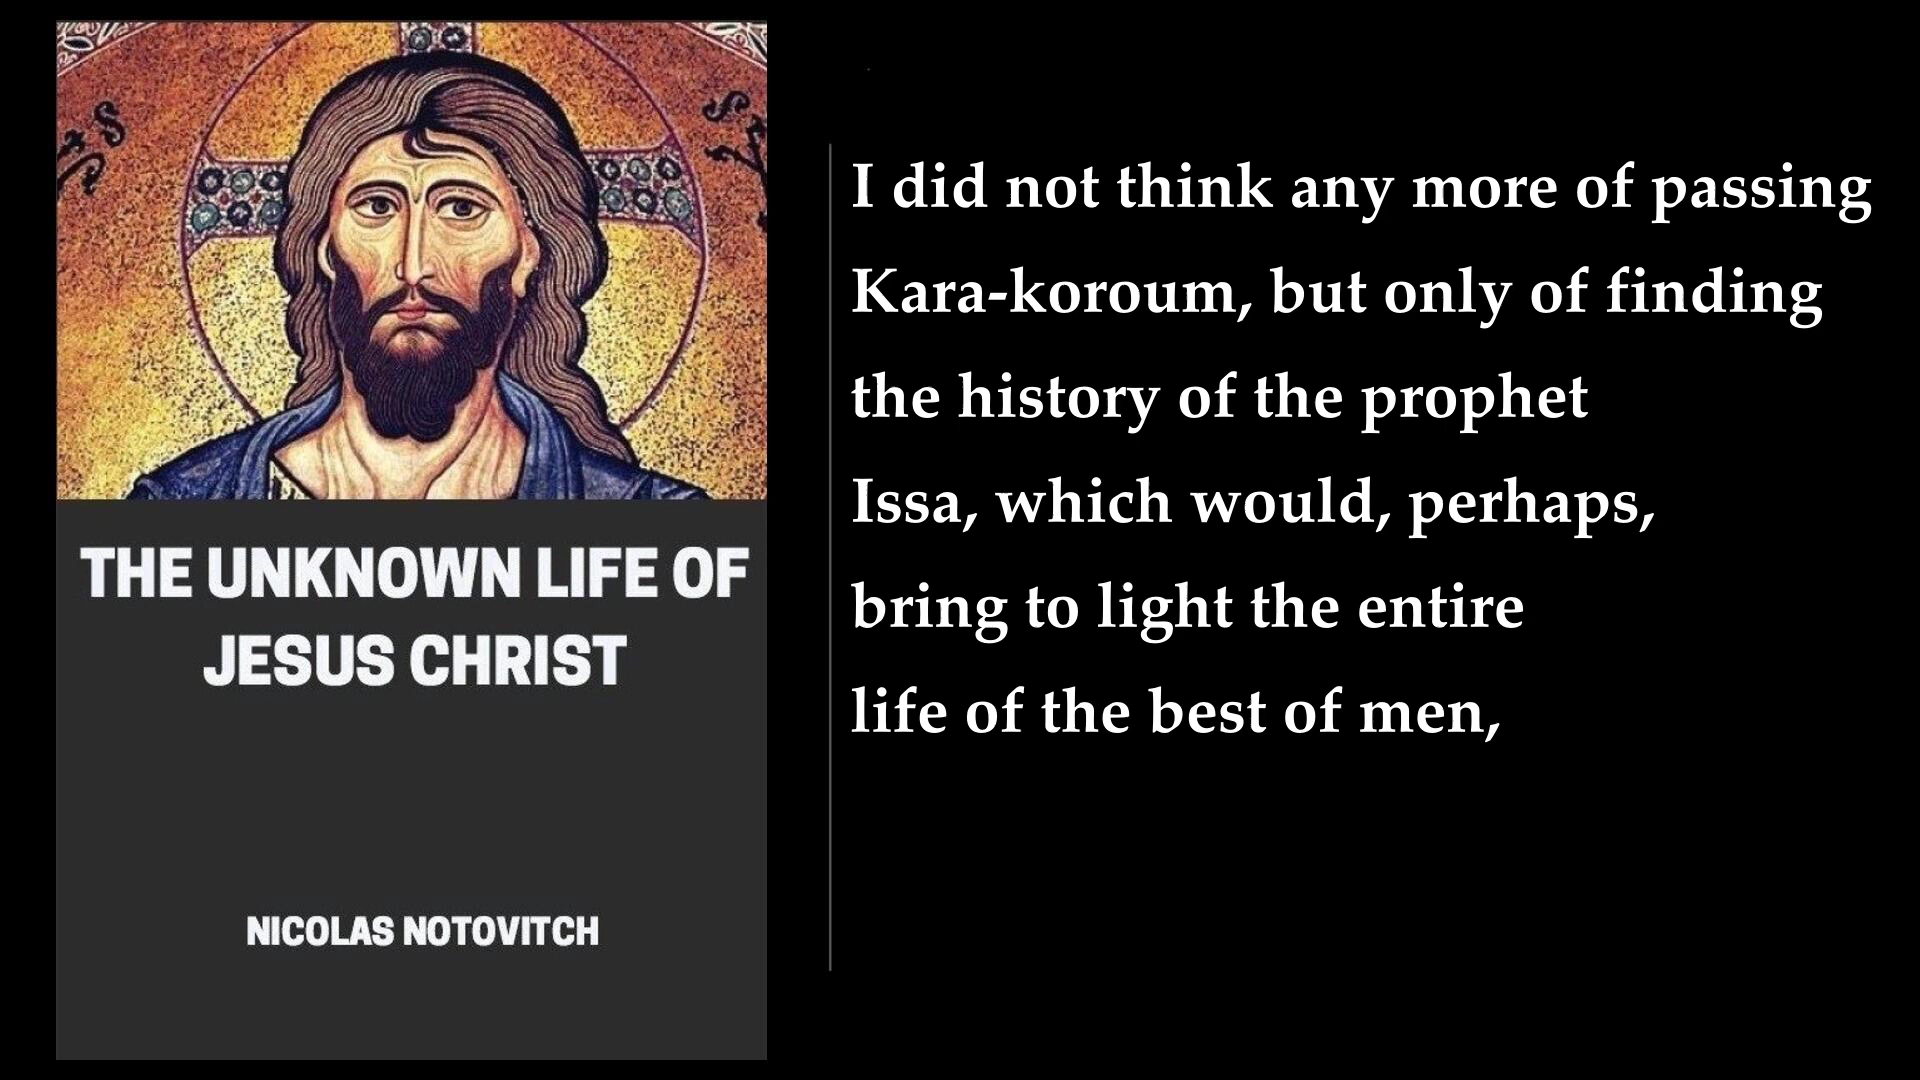 THE UNKNOWN LIFE OF
JESUS CHRIST
NICOLAS NOTOVITCH
I did not think any more of passing
Kara-koroum, but only of finding
the history of the prophet
Issa, which would, perhaps,
bring to light the entire
life of the best of men,